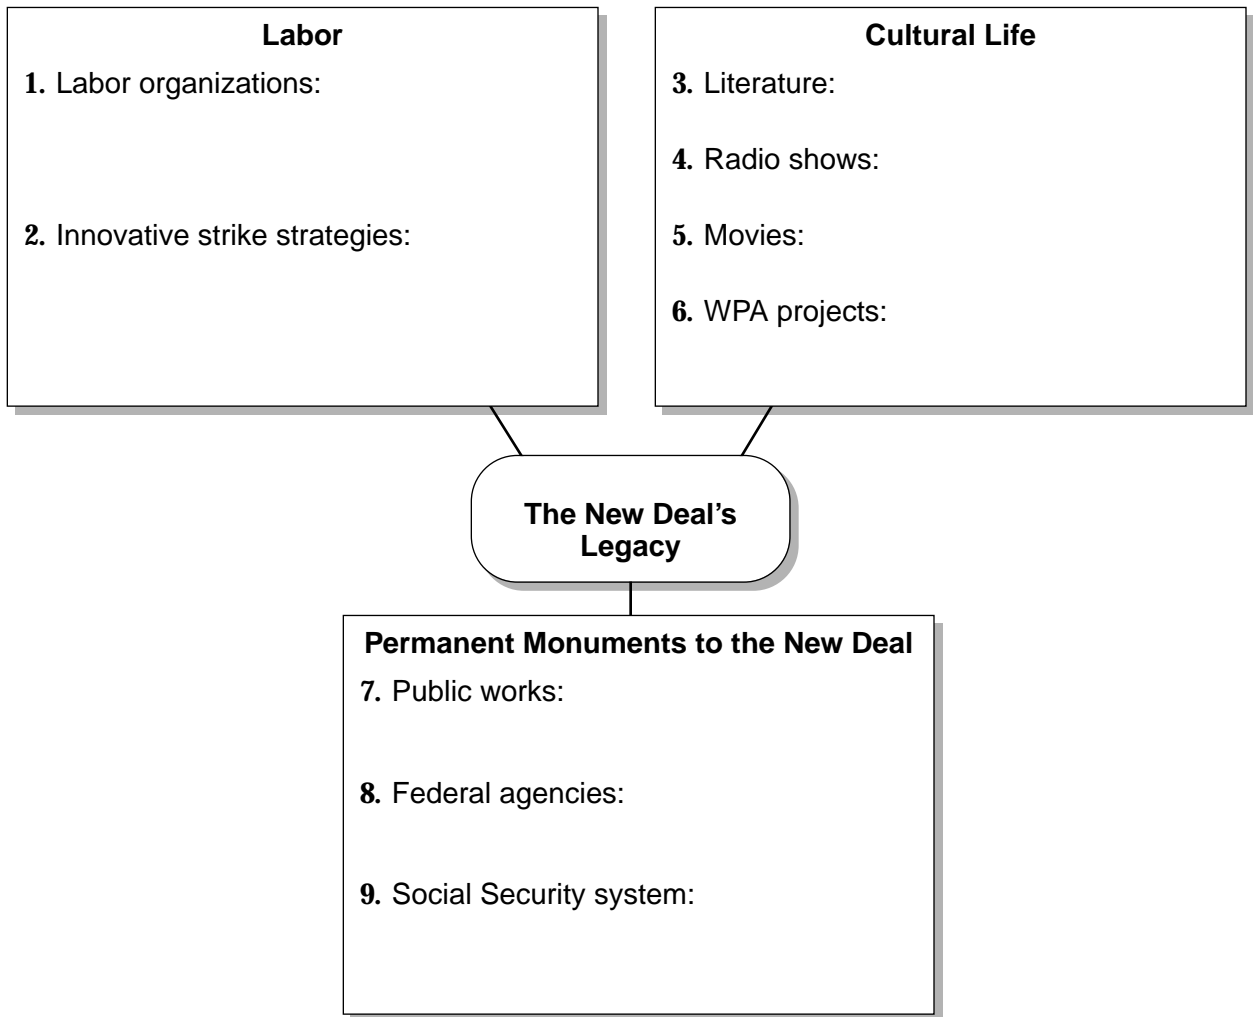 Labor
1. Labor organizations:
2. Innovative strike strategies:
Cultural Life
3. Literature:
4. Radio shows:
5. Movies:
6. WPA projects:
The New Deal’s
Legacy
Permanent Monuments to the New Deal
7. Public works:
8. Federal agencies:
9. Social Security system: